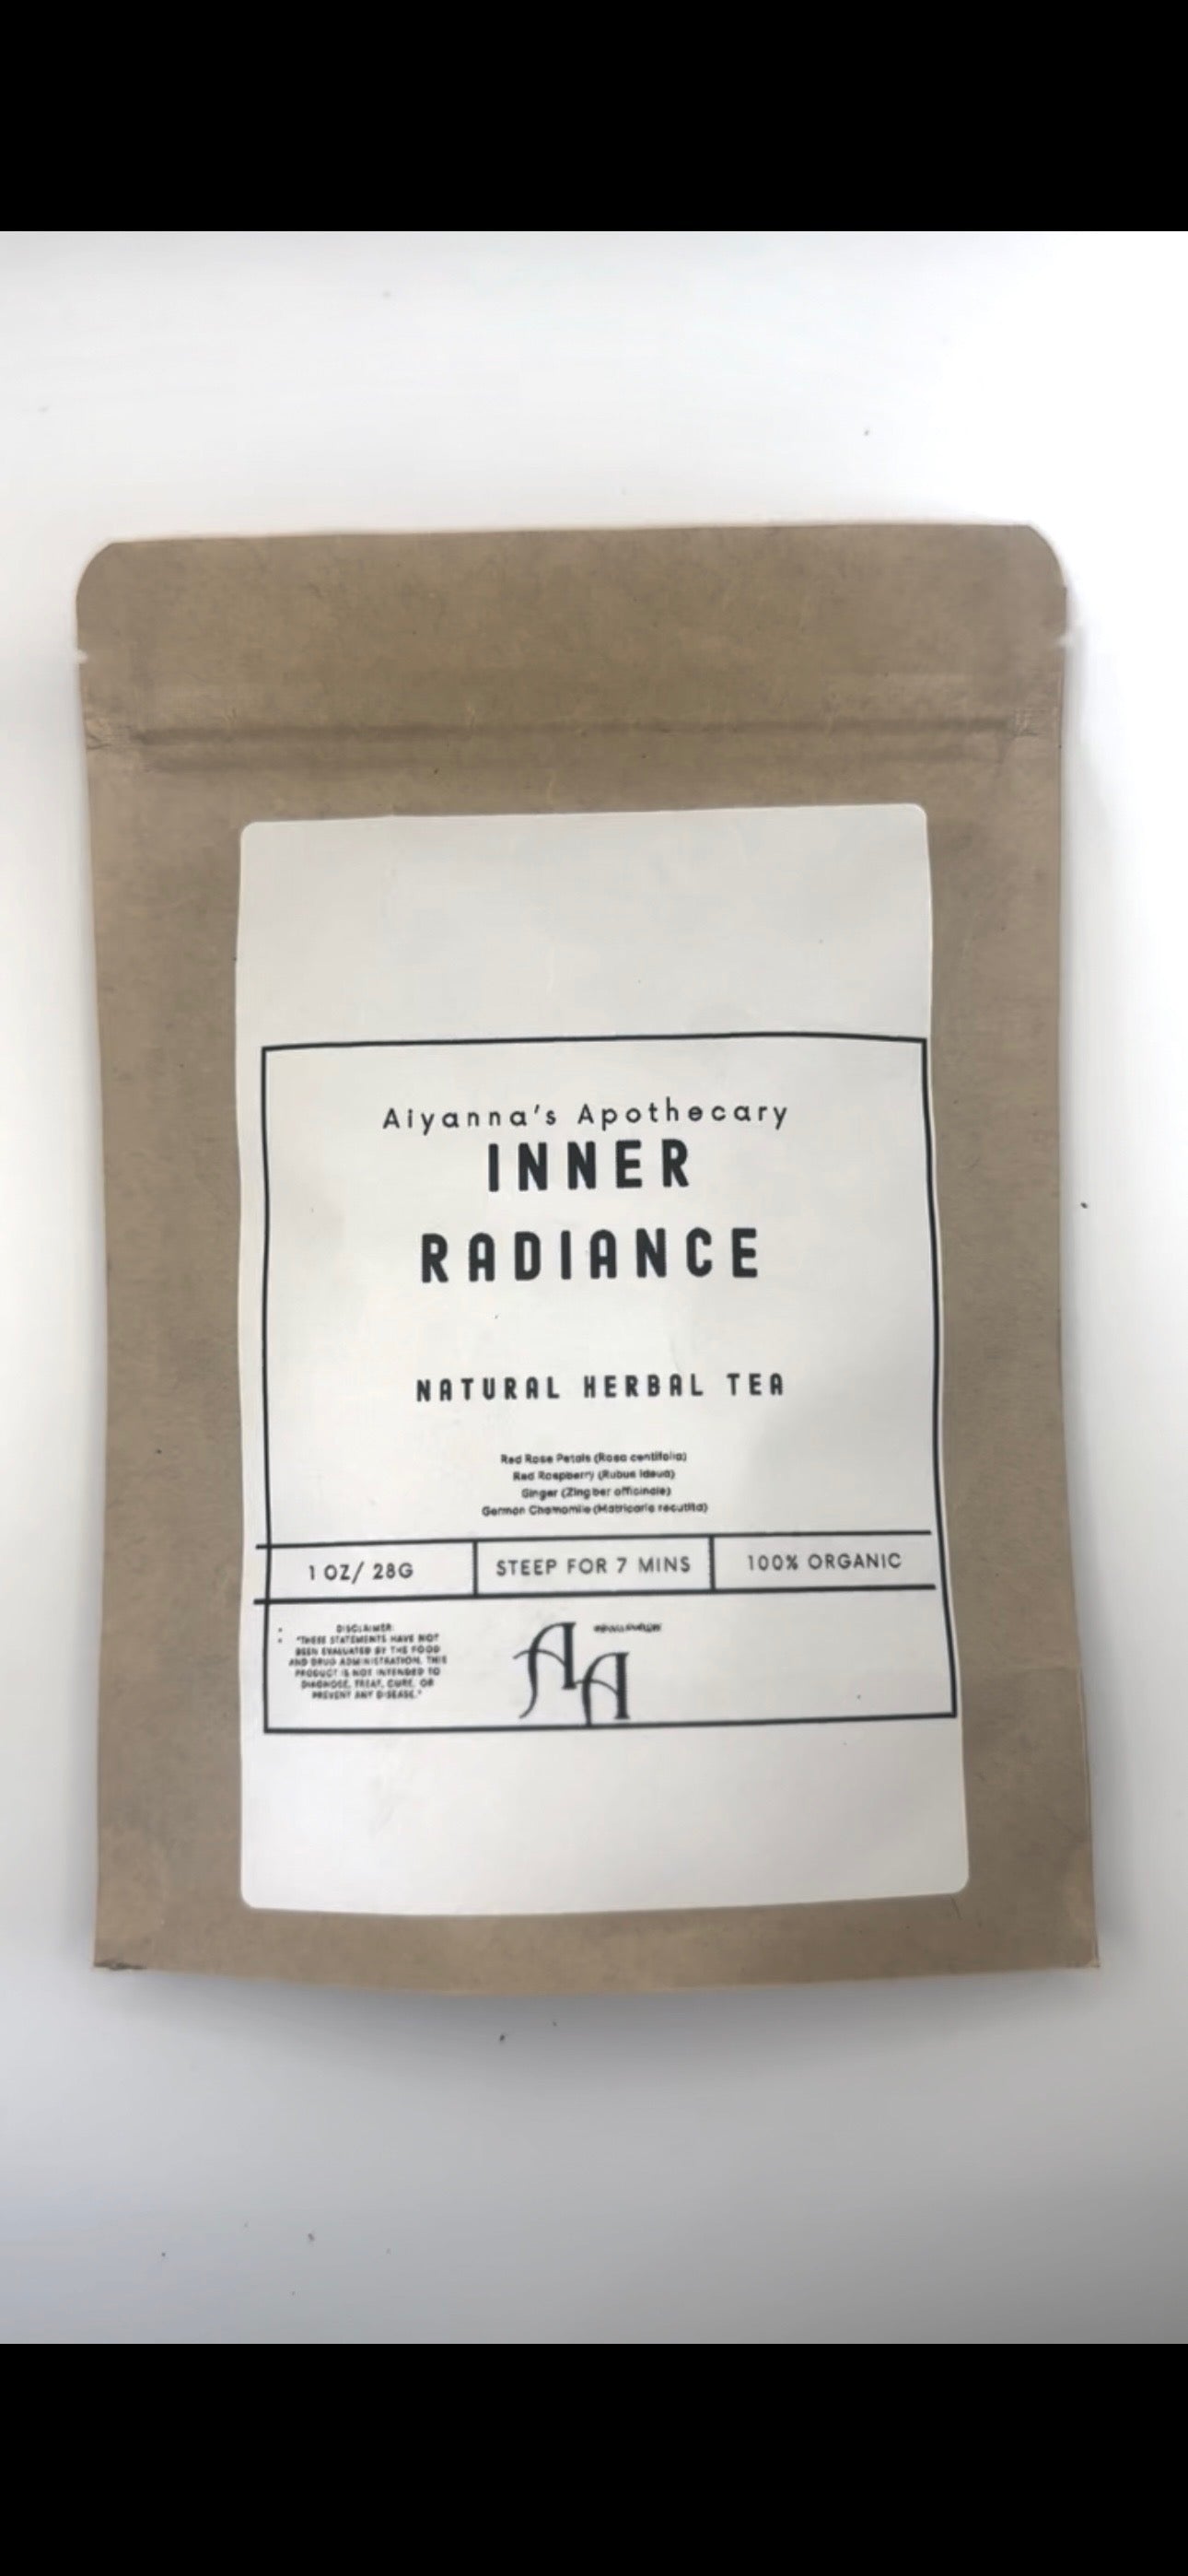 Aiyanna's Apothecary
INNER
RADIANCE
NATURAL HERBAL TEA
Red Rose Petals (Rosa centifolia)
Red Raspberry (Rubus Ideus)
Ginger (Zingber officinale)
German Chamomile (Matricaria recutita)
1 OZ/ 28G
STEEP FOR 7 MINS
100% ORGANIC
DISCLAIMER:
"THESE STATEMENTS HAVE NOT
BEEN EVALUATED BY THE FOOD
AND DRUG ADMINISTRATION. THIS
PRODUCT IS NOT INTENDED TO
DIAGNOSE, TREAT, CURE, OR
PREVENT ANY DISEASE."
AA